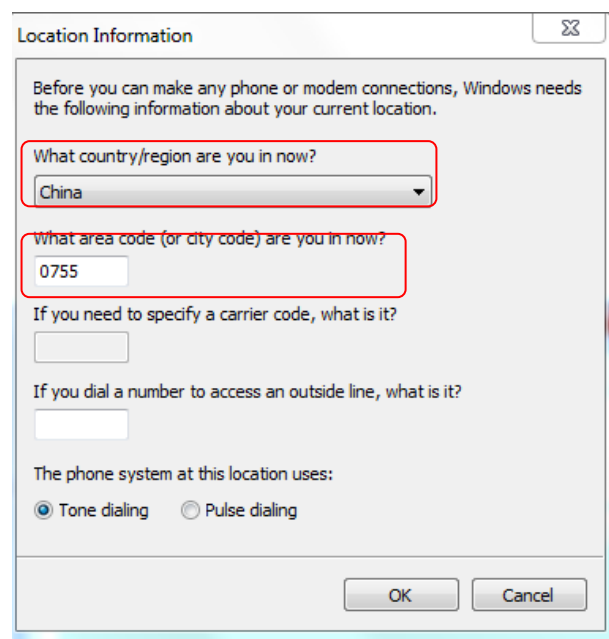 Location Information
Before you can make any phone or modem connections, Windows needs
the following information about your current location.
What country/region are you in now?
China
What area code (or city code) are you in now?
0755
If you need to specify a carrier code, what is it?
If you dial a number to access an outside line, what is it?
The phone system at this location uses:
Tone dialing Pulse dialing
OK Cancel